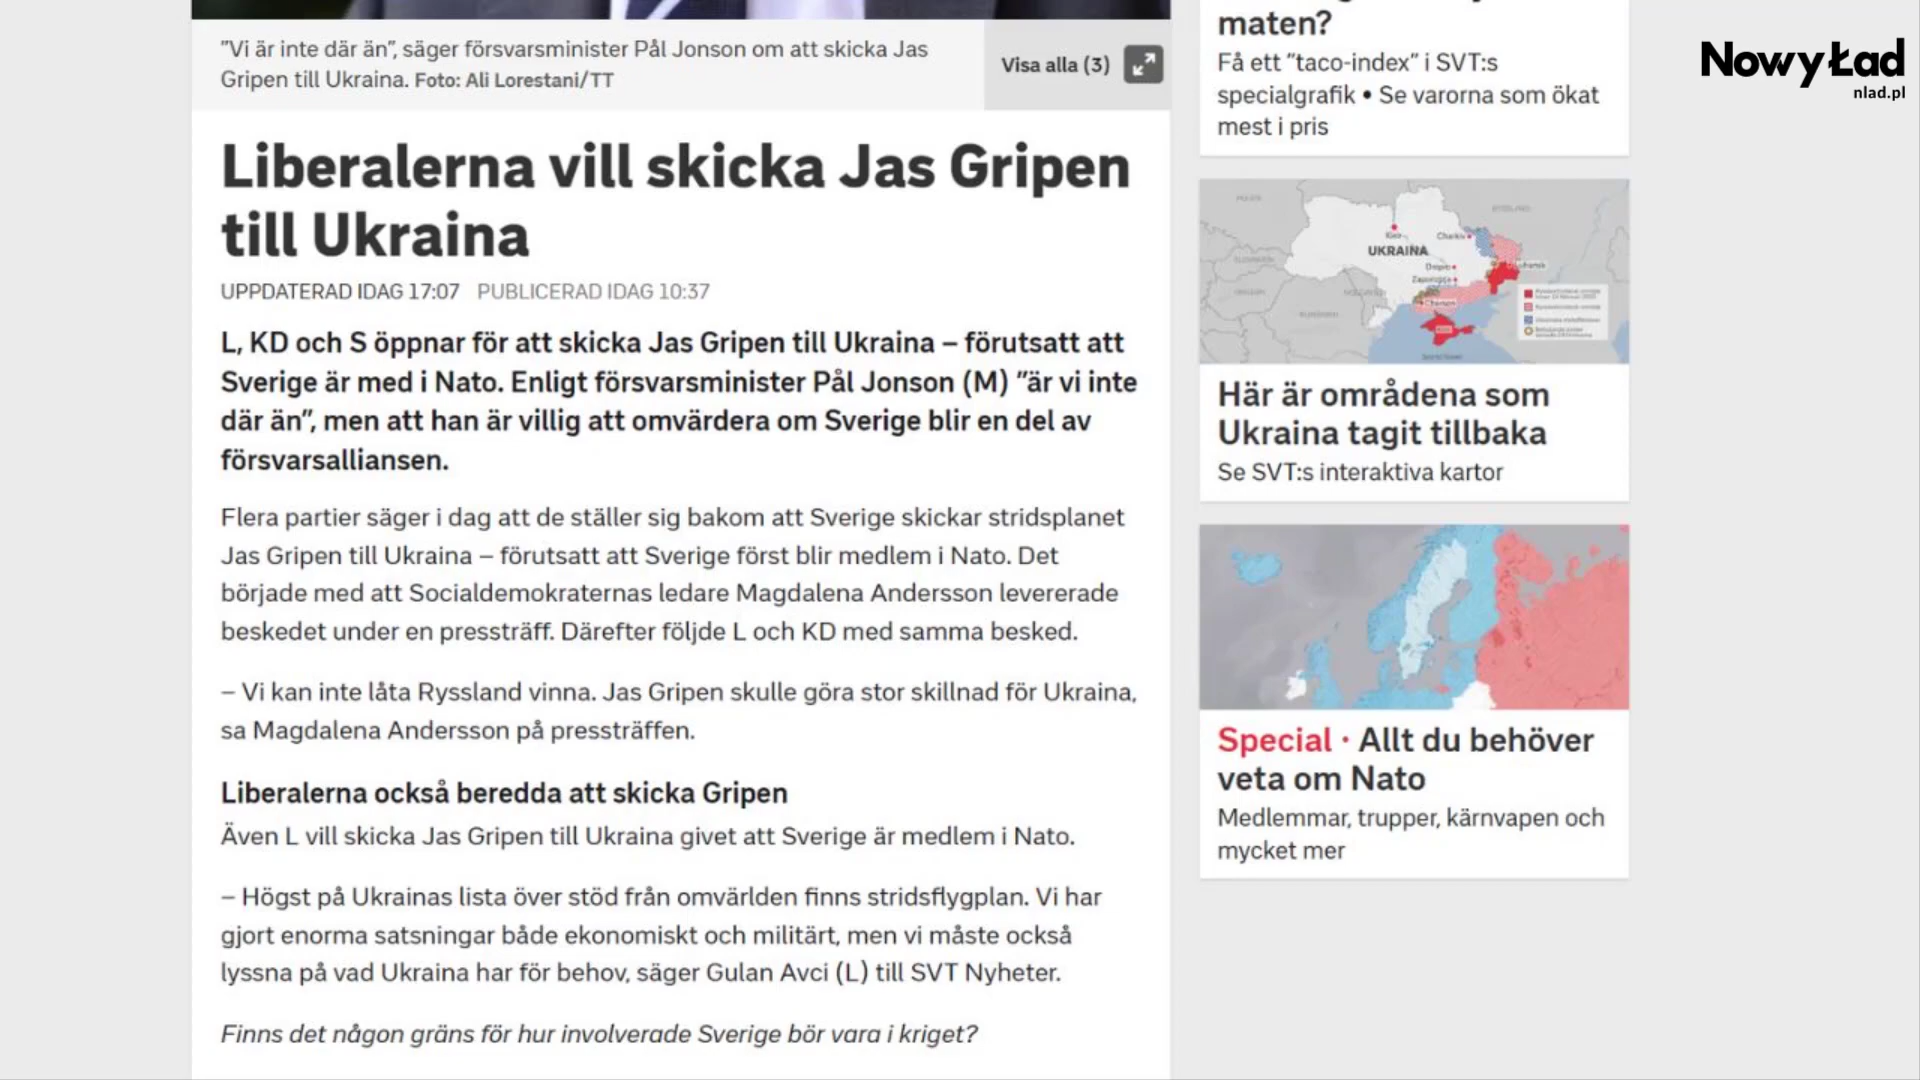 "Vi är inte där än", säger försvarsminister Pål Jonson om att skicka Jas
Gripen till Ukraina. Foto: Ali Lorestani/TT
Visa alla (3)
Liberalerna vill skicka Jas Gripen
till Ukraina
UPPDATERAD IDAG 17:07 PUBLICERAD IDAG 10:37
L, KD och S öppnar för att skicka Jas Gripen till Ukraina – förutsatt att
Sverige är med i Nato. Enligt försvarsminister Pål Jonson (M) "är vi inte
där än", men att han är villig att omvärdera om Sverige blir en del av
försvarsalliansen.
Flera partier säger i dag att de ställer sig bakom att Sverige skickar stridsplanet
Jas Gripen till Ukraina – förutsatt att Sverige först blir medlem i Nato. Det
började med att Socialdemokraternas ledare Magdalena Andersson levererade
beskedet under en pressträff. Därefter följde L och KD med samma besked.
– Vi kan inte låta Ryssland vinna. Jas Gripen skulle göra stor skillnad för Ukraina,
sa Magdalena Andersson på pressträffen.
Liberalerna också beredda att skicka Gripen
Även L vill skicka Jas Gripen till Ukraina givet att Sverige är medlem i Nato.
– Högst på Ukrainas lista över stöd från omvärlden finns stridsflygplan. Vi har
gjort enorma satsningar både ekonomiskt och militärt, men vi måste också
lyssna på vad Ukraina har för behov, säger Gulan Avci (L) till SVT Nyheter.
Finns det någon gräns för hur involverade Sverige bör vara i kriget?
maten?
Få ett "taco-index" i SVT:s
specialgrafik • Se varorna som ökat
mest i pris
Kiev
Charkiv
UKRAINA
Dnipro
Zaporizjzja
Luhansk
Cherson
Här är områdena som
Ukraina tagit tillbaka
Se SVT:s interaktiva kartor
Special · Allt du behöver
veta om Nato
Medlemmar, trupper, kärnvapen och
mycket mer
Nowy Ład
nlad.pl